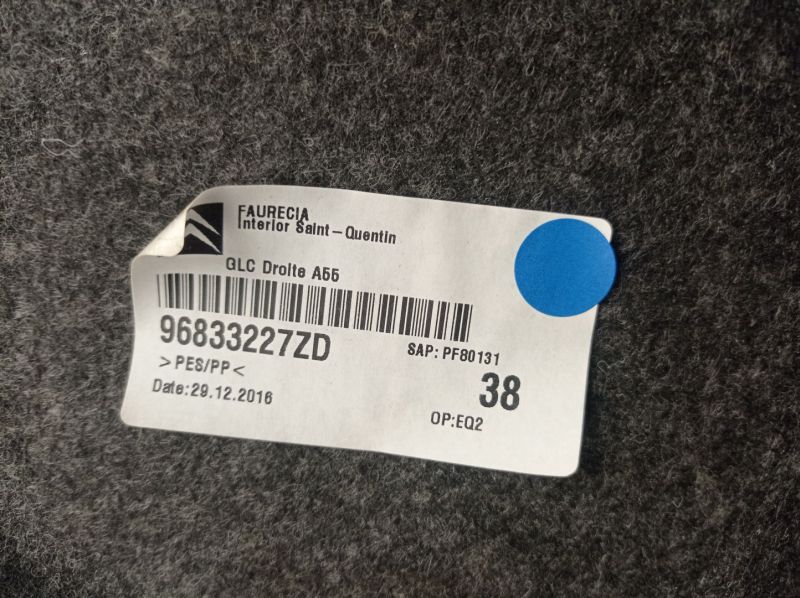 FAURECIA
Interior Saint-Quentin
GLC Droite A55
96833227ZD
SAP: PF80131
>PES/PP<
38
Date:29.12.2016
OP:EQ2